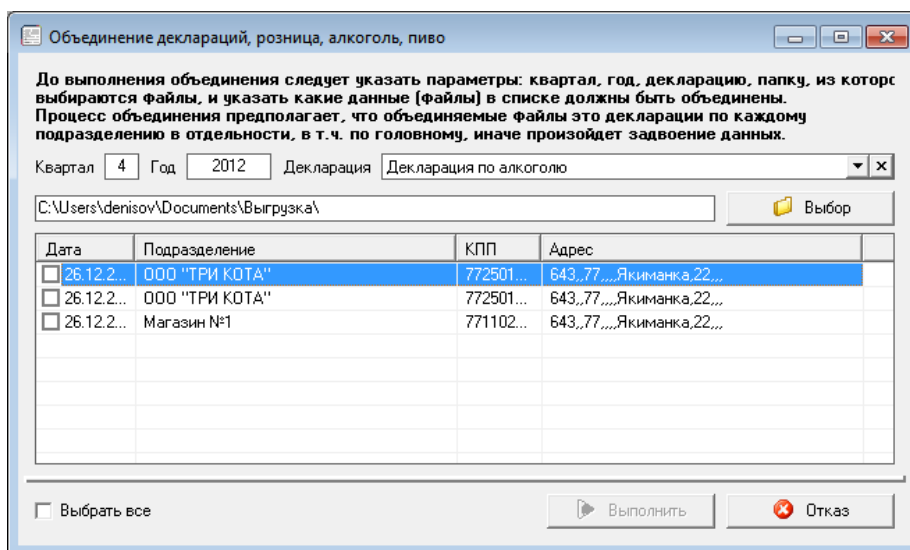 Объединение деклараций, розница, алкоголь, пиво
До выполнения объединения следует указать параметры: квартал, год, декларацию, папку, из которо
выбираются файлы, и указать какие данные (файлы) в списке должны быть объединены.
Процесс объединения предполагает, что объединяемые файлы это декларации по каждому
подразделению в отдельности, в т.ч. по головному, иначе произойдет задвоение данных.
Квартал 4 Год 2012 Декларация Декларация по алкоголю
C:\Users\denisov\Documents\Выгрузка\ Выбор
Дата Подразделение КПП Адрес
26.12.2... ООО "ТРИ КОТА" 772501... 643,,77,,,,Якиманка,22,,,
26.12.2... ООО "ТРИ КОТА" 772501... 643,,77,,,,Якиманка,22,,,
26.12.2... Магазин №1 771102... 643,,77,,,,Якиманка,22,,,
Выбрать все Выполнить Отказ